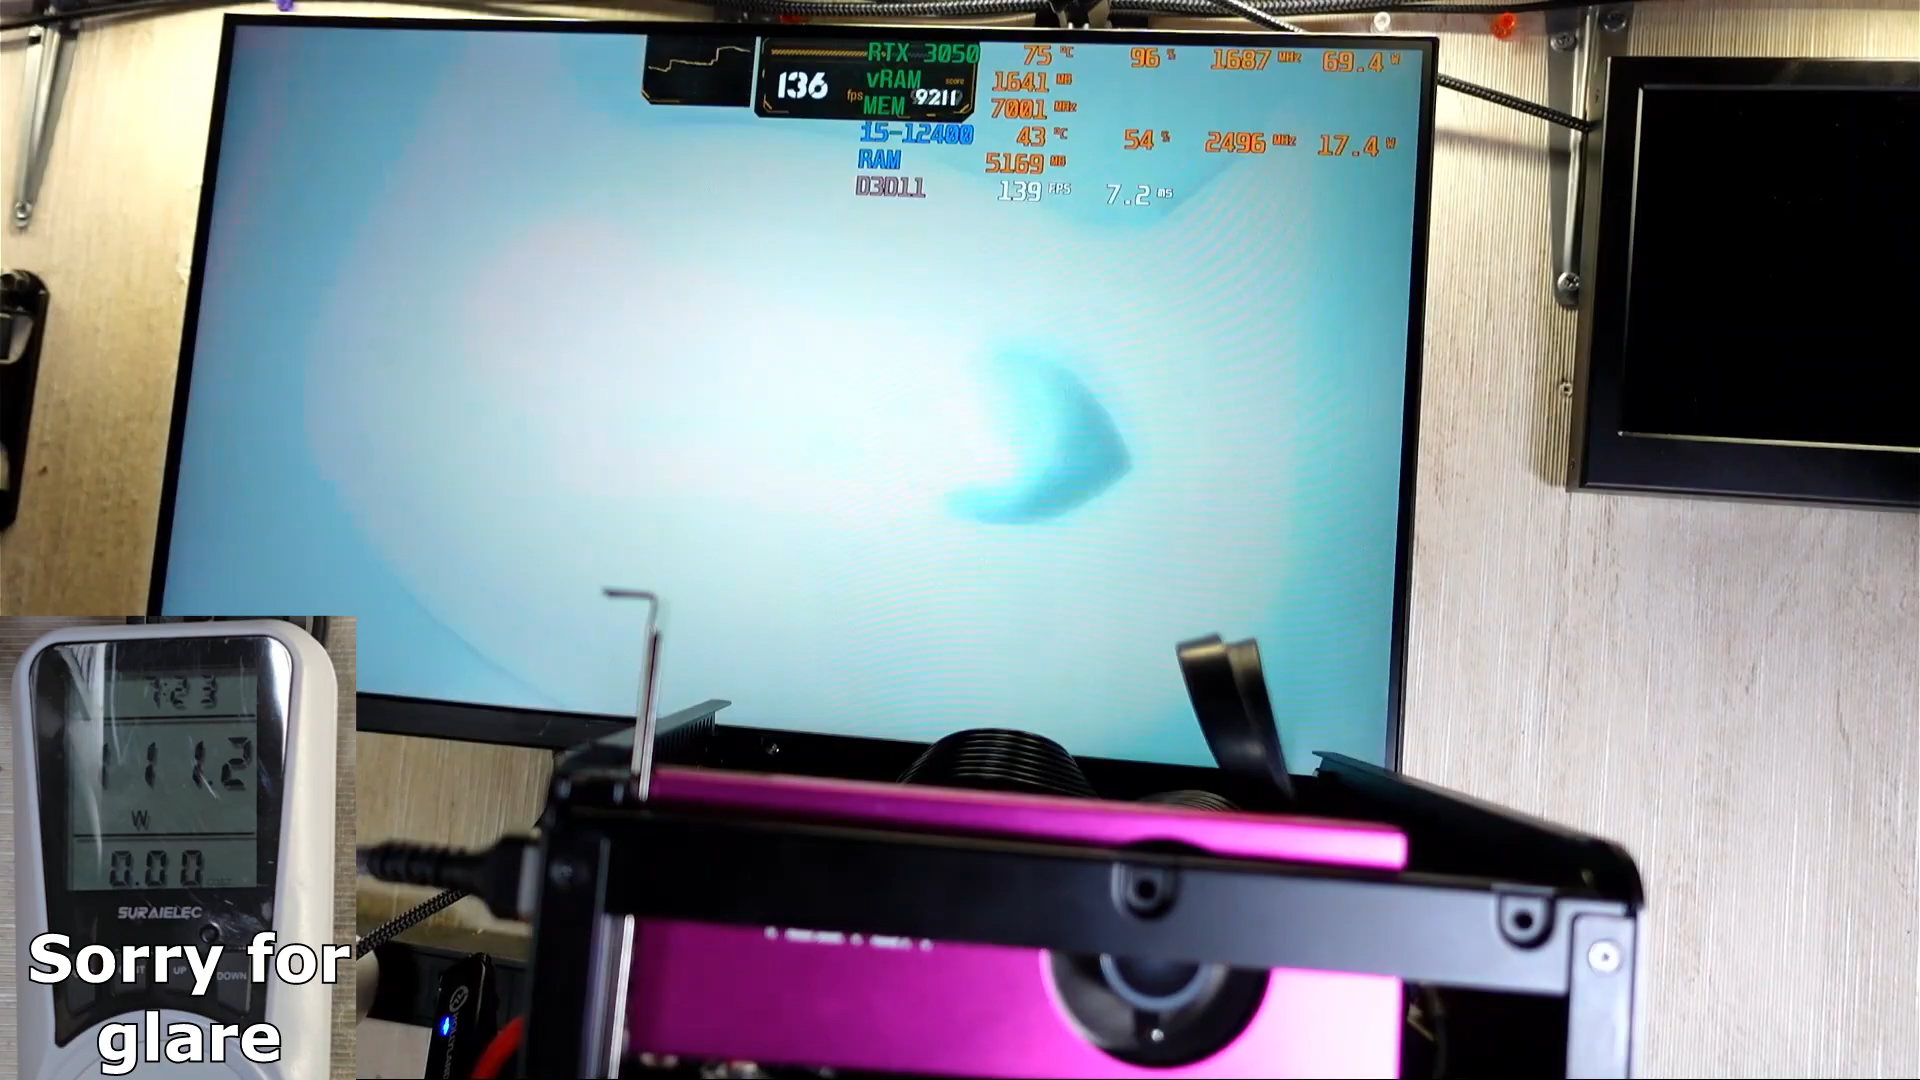 RTX 3050 75 °C 96 % 1687 MHz 69.4 W
136 fps vRAM score 1641 MB
MEM 9211 7001 MHz
i5-12400 43 °C 54 % 2496 MHz 17.4 W
RAM 5169 MB
D3D11 139 FPS 7.2 ms
7:23
111.2
W
0.00
SURAIELEC
UP DOWN
Sorry for
glare